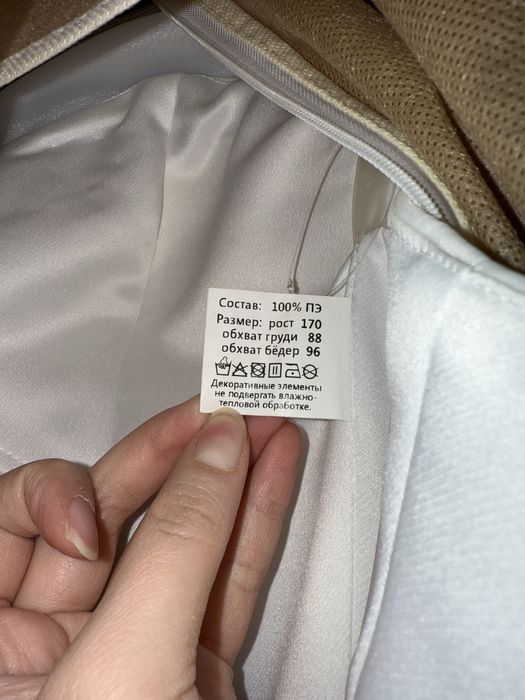 Состав: 100% ПЭ
Размер: рост 170
обхват груди 88
обхват бёдер 96
Декоративные элементы
не подвергать влажно-
тепловой обработке.